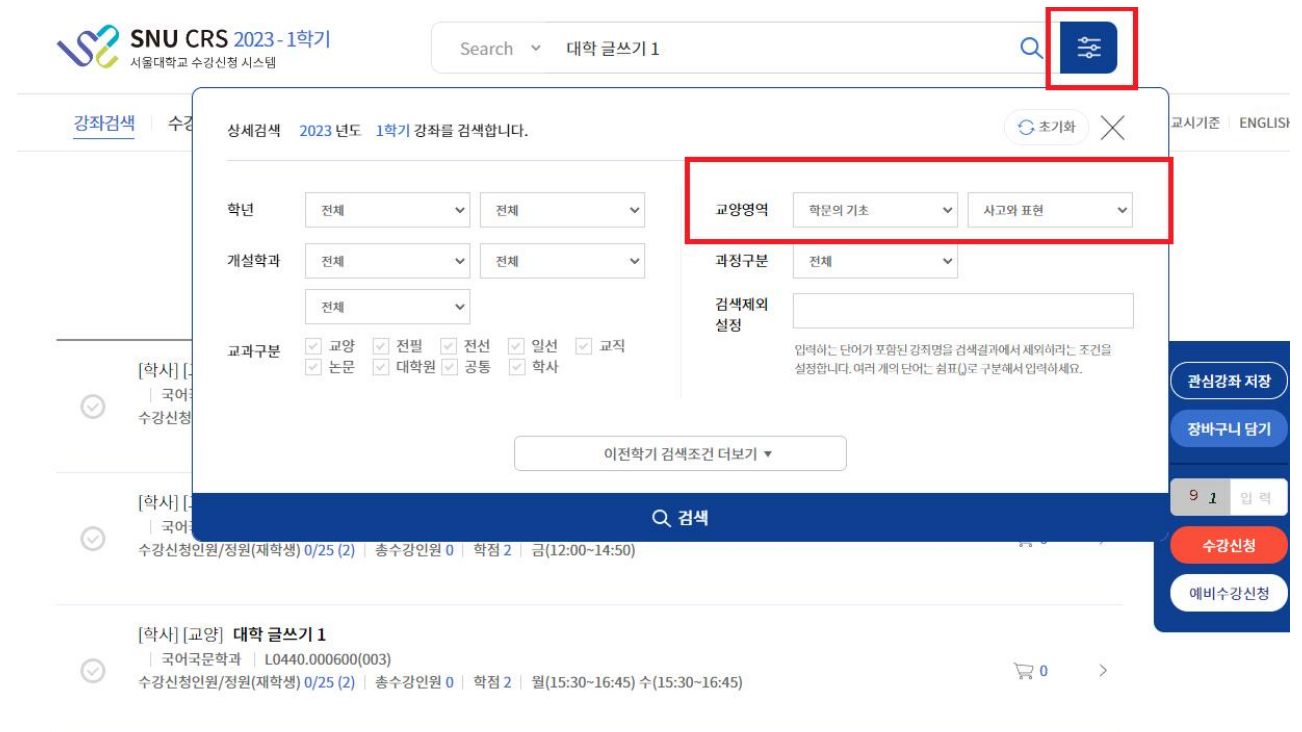 SNU CRS 2023-1학기
서울대학교 수강신청 시스템
Search 대학 글쓰기 1
강좌검색 수강
교시기준 ENGLISH
상세검색 2023 년도 1학기 강좌를 검색합니다.
초기화
학년 전체 전체
교양영역 학문의 기초 사고와 표현
개설학과 전체 전체
과정구분 전체
전체
검색제외
설정
교과구분 교양 전필 전선 일선 교직
논문 대학원 공통 학사
입력하는 단어가 포함된 강좌명을 검색결과에서 제외하려는 조건을
설정합니다. 여러 개의 단어는 쉼표(,)로 구분해서 입력하세요.
이전학기 검색조건 더보기 ▼
검색
[학사] [
국어
수강신청
[학사] [
국어
수강신청인원/정원(재학생) 0/25 (2) 총수강인원 0 학점 2 금(12:00~14:50)
[학사] [교양] 대학 글쓰기 1
국어국문학과 L0440.000600(003)
수강신청인원/정원(재학생) 0/25 (2) 총수강인원 0 학점 2 월(15:30~16:45) 수(15:30~16:45)
0
관심강좌 저장
장바구니 담기
9 1 입력
수강신청
예비수강신청